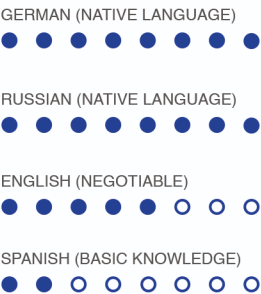 GERMAN (NATIVE LANGUAGE)
RUSSIAN (NATIVE LANGUAGE)
ENGLISH (NEGOTIABLE)
SPANISH (BASIC KNOWLEDGE)